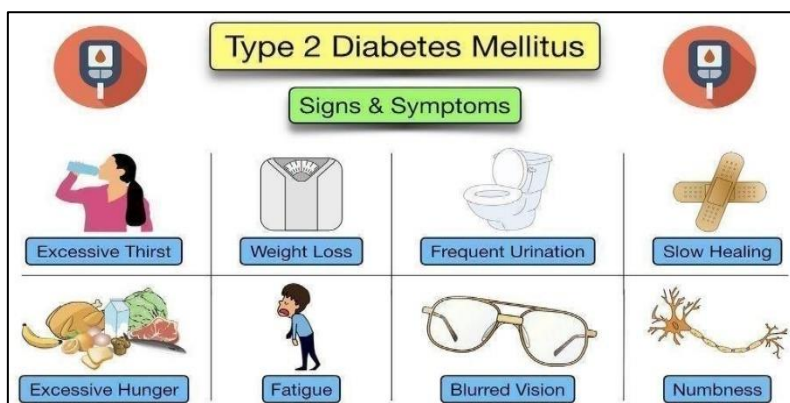 Type 2 Diabetes Mellitus
Signs & Symptoms
Excessive Thirst
Weight Loss
Frequent Urination
Slow Healing
Excessive Hunger
Fatigue
Blurred Vision
Numbness